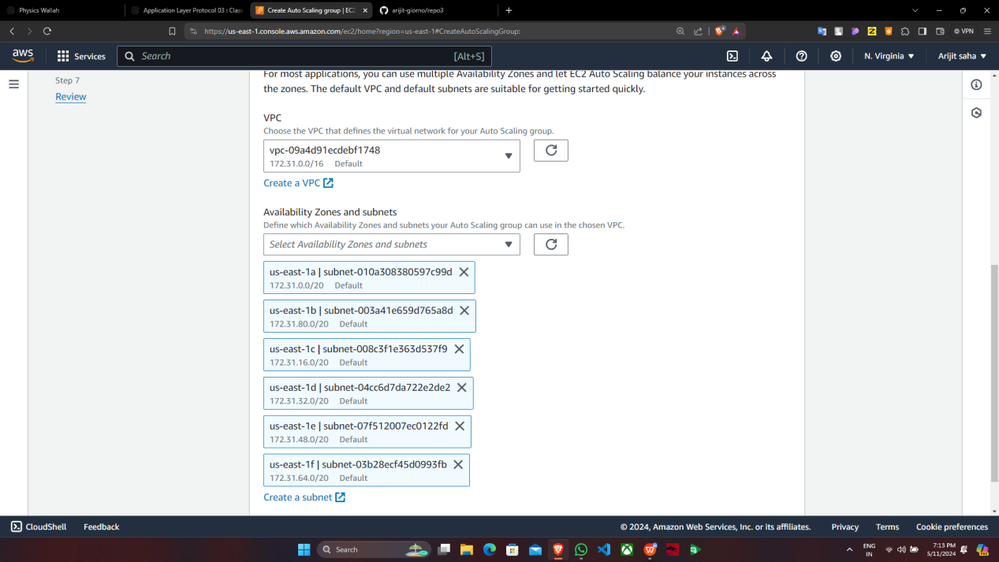 Physics Wallah
Application Layer Protocol 03 : Class
Create Auto Scaling group | EC2
arijit-giorno/repo3
https://us-east-1.console.aws.amazon.com/ec2/home?region=us-east-1#CreateAutoScalingGroup:
VPN
aws
Services
Search
[Alt+S]
N. Virginia
Arijit saha
Step 7
Review
For most applications, you can use multiple Availability Zones and let EC2 Auto Scaling balance your instances across
the zones. The default VPC and default subnets are suitable for getting started quickly.
VPC
Choose the VPC that defines the virtual network for your Auto Scaling group.
vpc-09a4d91ecdebf1748
172.31.0.0/16 Default
Create a VPC
Availability Zones and subnets
Define which Availability Zones and subnets your Auto Scaling group can use in the chosen VPC.
Select Availability Zones and subnets
us-east-1a | subnet-010a308380597c99d
172.31.0.0/20 Default
us-east-1b | subnet-003a41e659d765a8d
172.31.80.0/20 Default
us-east-1c | subnet-008c3f1e363d537f9
172.31.16.0/20 Default
us-east-1d | subnet-04cc6d7da722e2de2
172.31.32.0/20 Default
us-east-1e | subnet-07f512007ec0122fd
172.31.48.0/20 Default
us-east-1f | subnet-03b28ecf45d0993fb
172.31.64.0/20 Default
Create a subnet
CloudShell
Feedback
© 2024, Amazon Web Services, Inc. or its affiliates.
Privacy
Terms
Cookie preferences
Search
ENG
IN
7:13 PM
5/11/2024